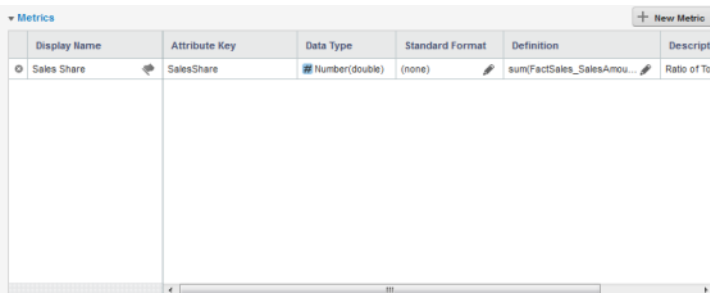 Metrics
New Metric
Display Name Attribute Key Data Type Standard Format Definition Descript
Sales Share SalesShare # Number(double) (none) sum(FactSales_SalesAmou... Ratio of To